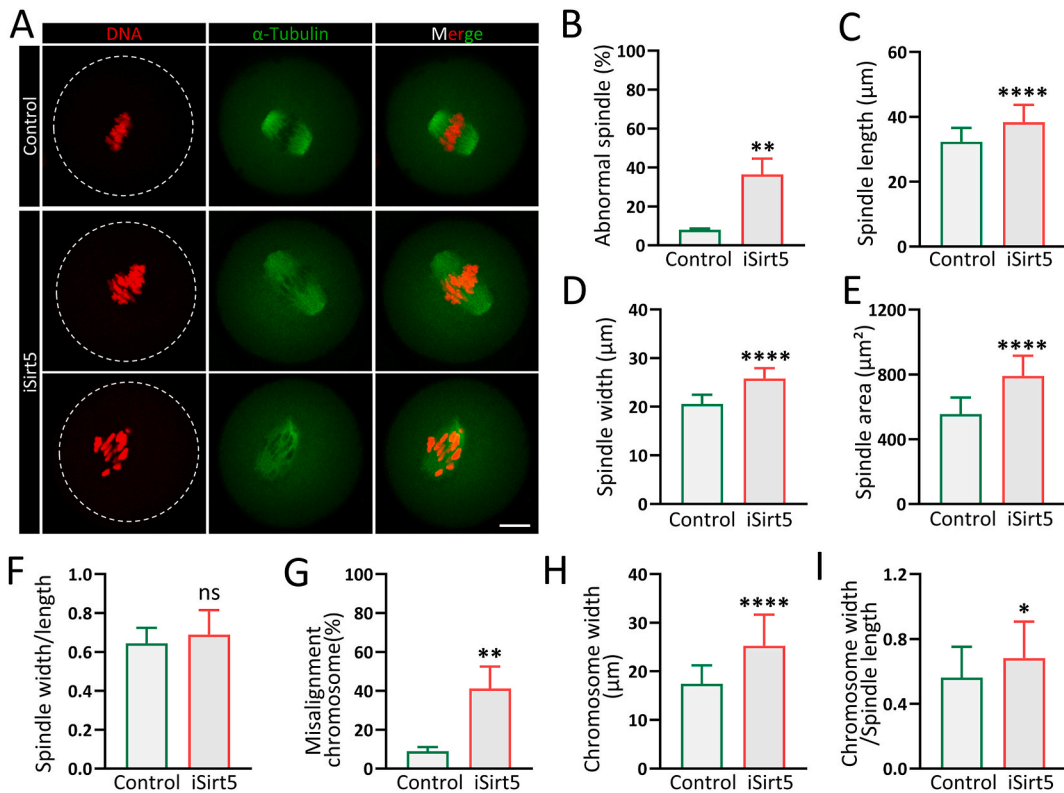 A
DNA
α-Tubulin
Merge
Control
iSirt5
B
Abnormal spindle (%)
100
80
60
40
20
0
**
Control
iSirt5
C
Spindle length (µm)
60
40
20
0
****
Control
iSirt5
D
Spindle width (µm)
40
30
20
10
0
****
Control
iSirt5
E
Spindle area (µm²)
1200
800
400
0
****
Control
iSirt5
F
Spindle width/length
1.0
0.8
0.6
0.4
0.2
0.0
ns
Control
iSirt5
G
Misalignment
chromosome(%)
100
80
60
40
20
0
**
Control
iSirt5
H
Chromosome width
(µm)
40
30
20
10
0
****
Control
iSirt5
I
Chromosome width
/Spindle length
1.2
0.8
0.4
0.0
*
Control
iSirt5